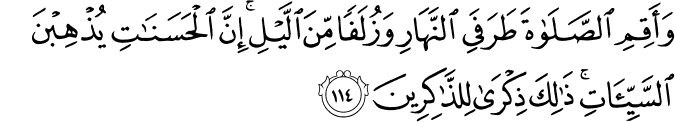 وَأَقِمِ ٱلصَّلَوٰةَ طَرَفَيِ ٱلنَّهَارِ وَزُلَفًا مِّنَ ٱلَّيْلِ ۚ إِنَّ ٱلْحَسَنَٰتِ يُذْهِبْنَ
ٱلسَّيِّـَٔاتِ ۚ ذَٰلِكَ ذِكْرَىٰ لِلذَّٰكِرِينَ ١١٤